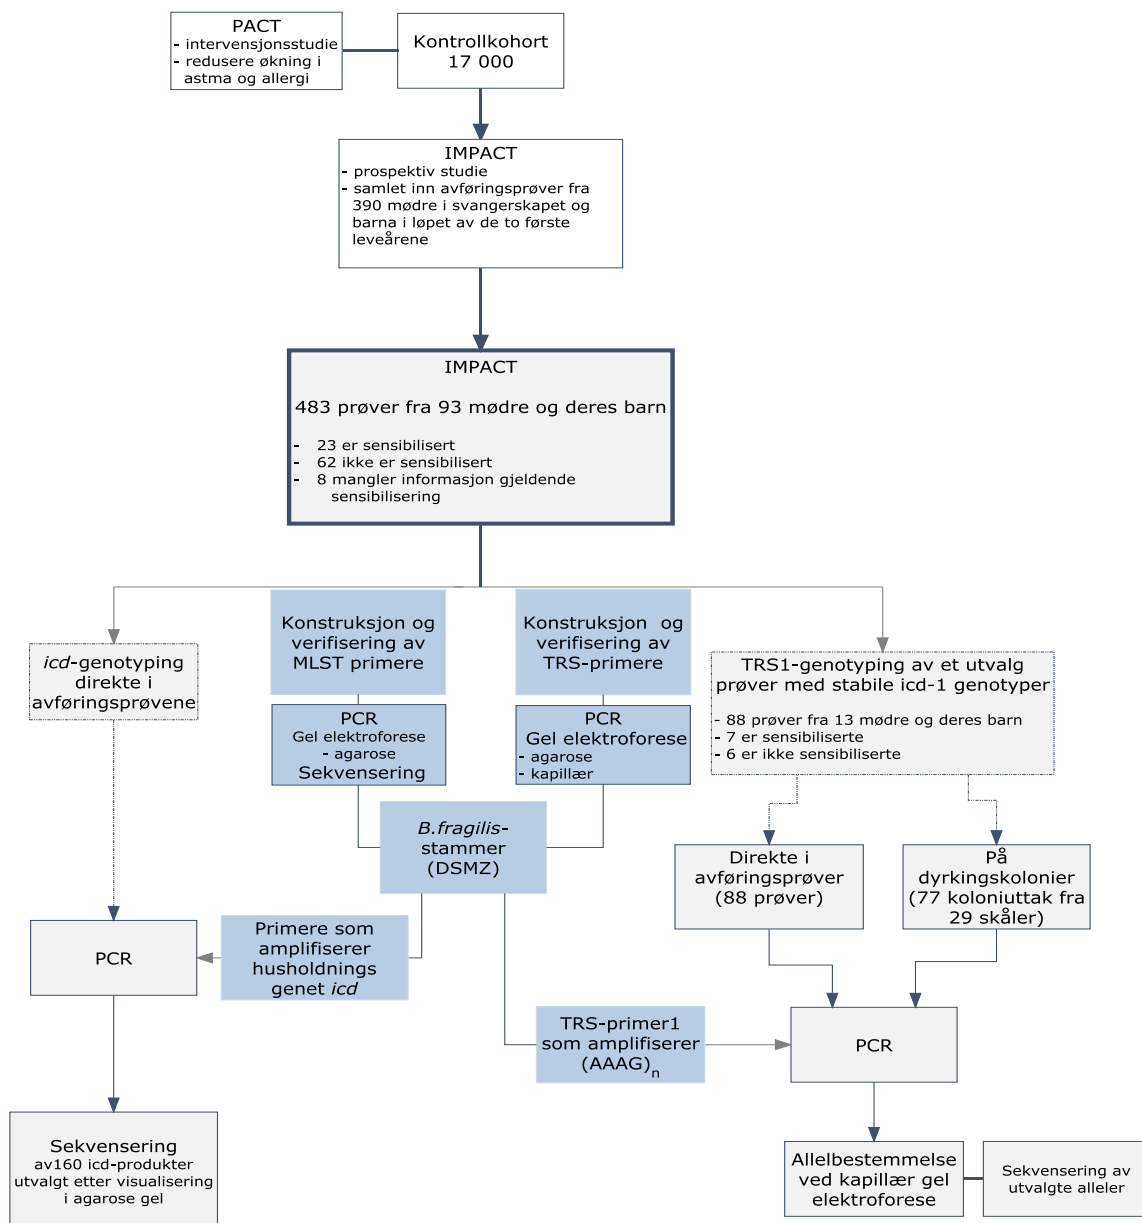 PACT
- intervensjonsstudie
- redusere økning i
astma og allergi
Kontrollkohort
17 000
IMPACT
- prospektiv studie
- samlet inn avføringsprøver fra
390 mødre i svangerskapet og
barna i løpet av de to første
leveårene
IMPACT
483 prøver fra 93 mødre og deres barn
- 23 er sensibilisert
- 62 ikke er sensibilisert
- 8 mangler informasjon gjeldende
sensibilisering
icd-genotyping
direkte i
avføringsprøvene
Konstruksjon og
verifisering av
MLST primere
Konstruksjon og
verifisering av
TRS-primere
TRS1-genotyping av et utvalg
prøver med stabile icd-1 genotyper
- 88 prøver fra 13 mødre og deres barn
- 7 er sensibiliserte
- 6 er ikke sensibiliserte
PCR
Gel elektroforese
- agarose
Sekvensering
PCR
Gel elektroforese
- agarose
- kapillær
B.fragilis-
stammer
(DSMZ)
Direkte i
avføringsprøver
(88 prøver)
På
dyrkingskolonier
(77 koloniuttak fra
29 skåler)
PCR
Primere som
amplifiserer
husholdnings
genet icd
TRS-primer1
som amplifiserer
(AAAG)n
PCR
Sekvensering
av160 icd-produkter
utvalgt etter visualisering
i agarose gel
Allelbestemmelse
ved kapillær gel
elektroforese
Sekvensering av
utvalgte alleler